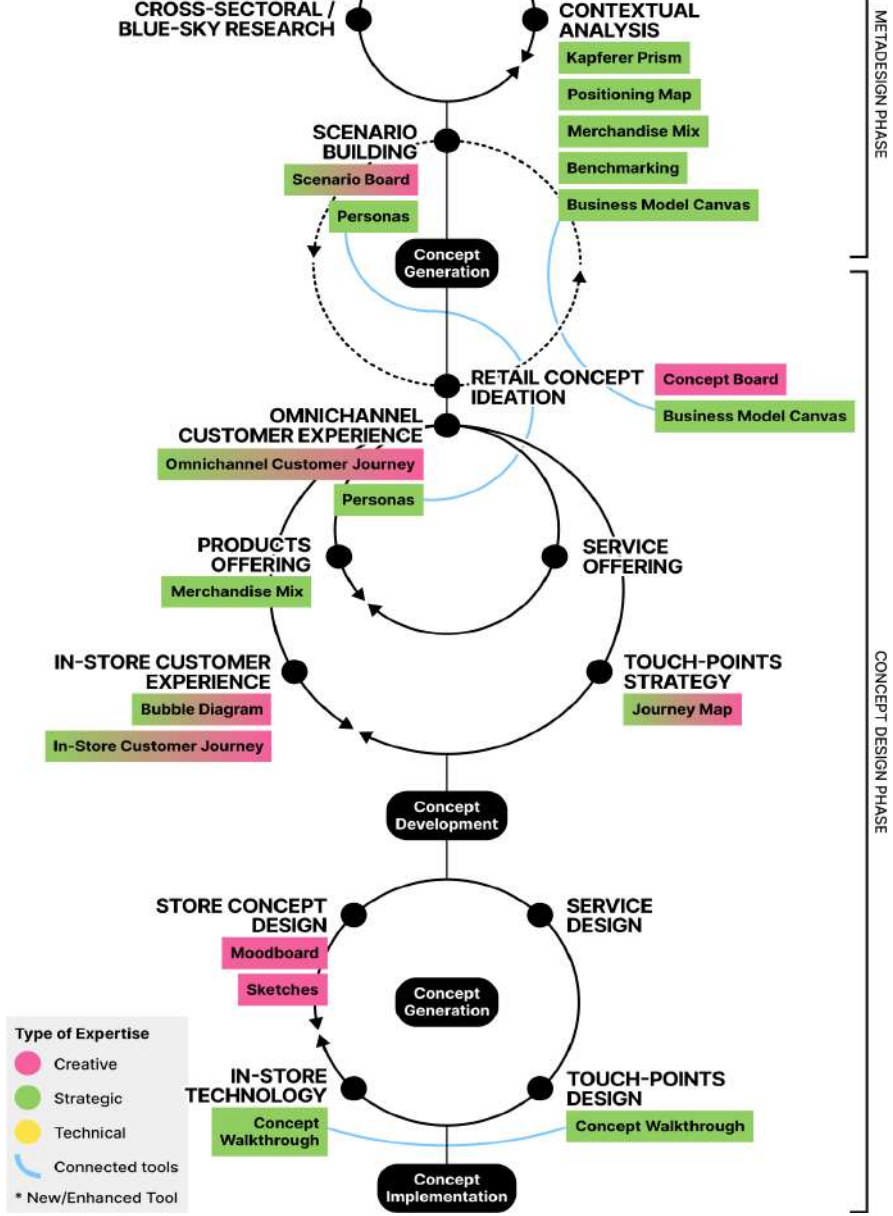 CROSS-SECTORAL /
BLUE-SKY RESEARCH
CONTEXTUAL
ANALYSIS
Kapferer Prism
Positioning Map
Merchandise Mix
Benchmarking
Business Model Canvas
METADESIGN PHASE
SCENARIO
BUILDING
Scenario Board
Personas
Concept
Generation
RETAIL CONCEPT
IDEATION
Concept Board
Business Model Canvas
OMNICHANNEL
CUSTOMER EXPERIENCE
Omnichannel Customer Journey
Personas
PRODUCTS
OFFERING
Merchandise Mix
SERVICE
OFFERING
IN-STORE CUSTOMER
EXPERIENCE
Bubble Diagram
In-Store Customer Journey
TOUCH-POINTS
STRATEGY
Journey Map
CONCEPT DESIGN PHASE
Concept
Development
STORE CONCEPT
DESIGN
Moodboard
Sketches
SERVICE
DESIGN
Concept
Generation
IN-STORE
TECHNOLOGY
Concept
Walkthrough
TOUCH-POINTS
DESIGN
Concept Walkthrough
Concept
Implementation
Type of Expertise
Creative
Strategic
Technical
Connected tools
* New/Enhanced Tool